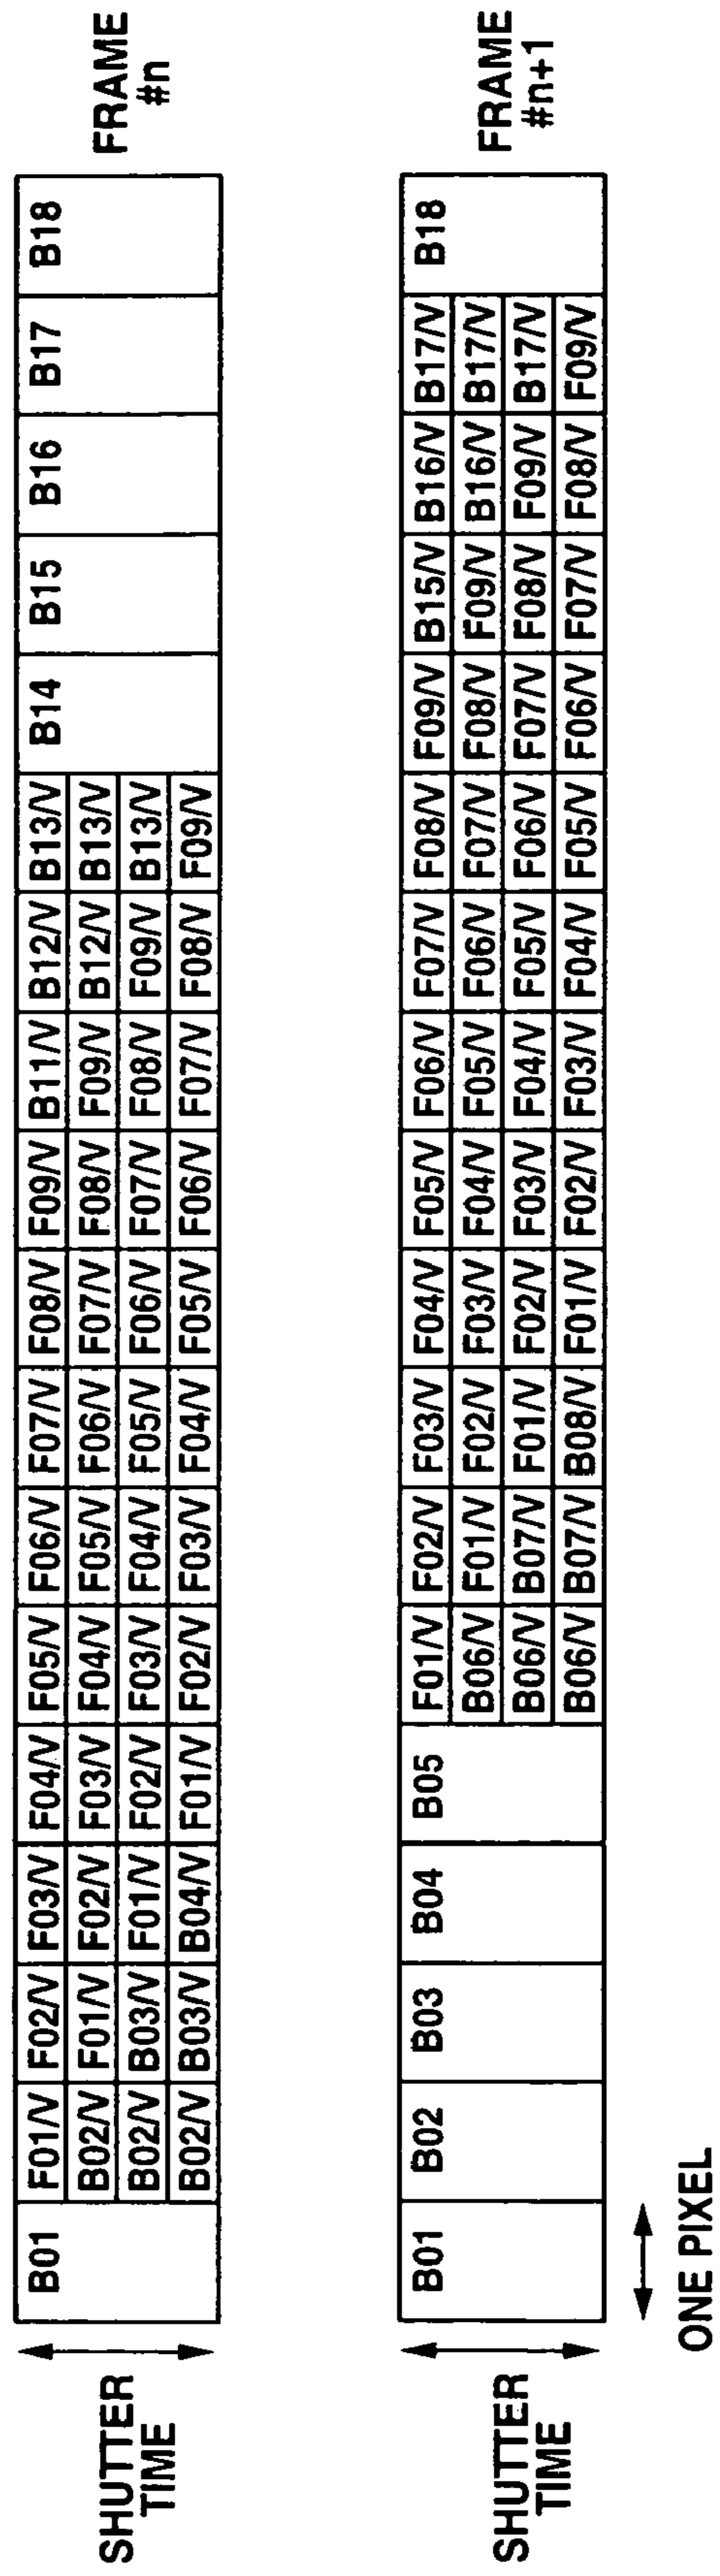 B01 F01/V F02/V F03/V F04/V F05/V F06/V F07/V F08/V F09/V B11/V B12/V B13/V B14 B15 B16 B17 B18
B02/V F01/V F02/V F03/V F04/V F05/V F06/V F07/V F08/V F09/V B12/V B13/V
B02/V B03/V F01/V F02/V F03/V F04/V F05/V F06/V F07/V F08/V F09/V B13/V
B02/V B03/V B04/V F01/V F02/V F03/V F04/V F05/V F06/V F07/V F08/V F09/V
SHUTTER
TIME
FRAME
#n
B01 B02 B03 B04 B05 F01/V F02/V F03/V F04/V F05/V F06/V F07/V F08/V F09/V B15/V B16/V B17/V B18
B06/V F01/V F02/V F03/V F04/V F05/V F06/V F07/V F08/V F09/V B16/V B17/V
B06/V B07/V F01/V F02/V F03/V F04/V F05/V F06/V F07/V F08/V F09/V B17/V
B06/V B07/V B08/V F01/V F02/V F03/V F04/V F05/V F06/V F07/V F08/V F09/V
SHUTTER
TIME
FRAME
#n+1
ONE PIXEL